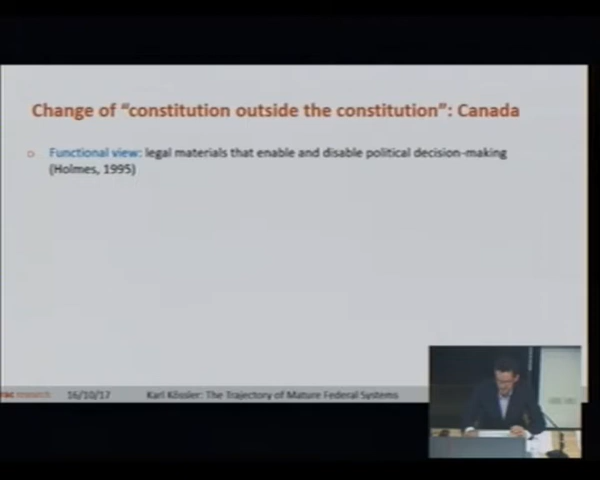 Change of “constitution outside the constitution”: Canada
Functional view: legal materials that enable and disable political decision-making
(Holmes, 1995)
research 16/10/17 Karl Kössler: The Trajectory of Mature Federal Systems